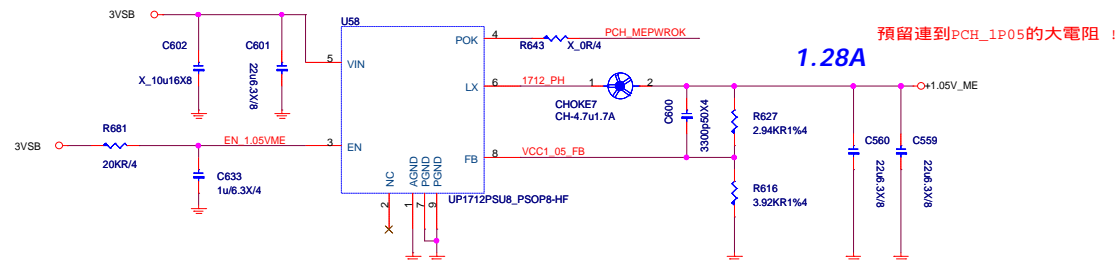 3VSB
U58
C602
C601
X_10u16X8
22u6.3X/8
5
VIN
POK
4
R643
X_0R/4
PCH_MEPWROK
預留連到PCH_1P05的大電阻 !
1.28A
LX
6
1712_PH
1
2
CHOKE7
CH-4.7u1.7A
C600
3300p50X4
R627
2.94KR1%4
+1.05V_ME
C560
22u6.3X/8
C559
22u6.3X/8
3VSB
R681
20KR/4
EN_1.05VME
3
EN
C633
1u/6.3X/4
FB
8
VCC1_05_FB
R616
3.92KR1%4
NC
AGND
PGND
PGND
2
1
7
9
UP1712PSU8_PSOP8-HF